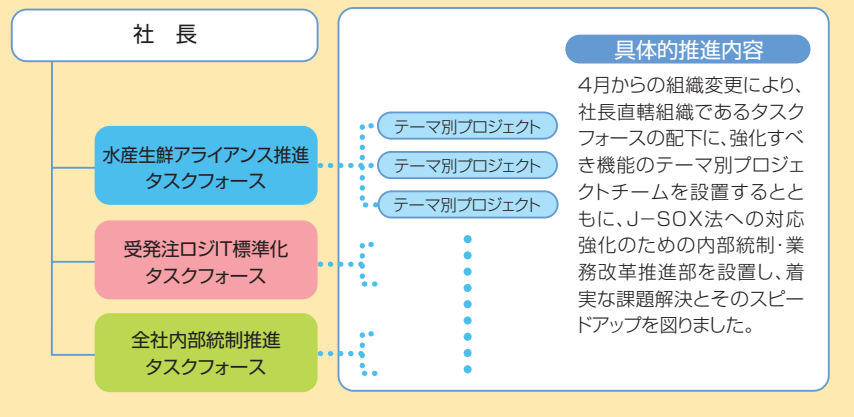 社 長
水産生鮮アライアンス推進
タスクフォース
受発注ロジIT標準化
タスクフォース
全社内部統制推進
タスクフォース
テーマ別プロジェクト
テーマ別プロジェクト
テーマ別プロジェクト
具体的推進内容
4月からの組織変更により、
社長直轄組織であるタスク
フォースの配下に、強化すべ
き機能のテーマ別プロジェ
クトチームを設置するとと
もに、J−SOX法への対応
強化のための内部統制・業
務改革推進部を設置し、着
実な課題解決とそのスピー
ドアップを図りました。